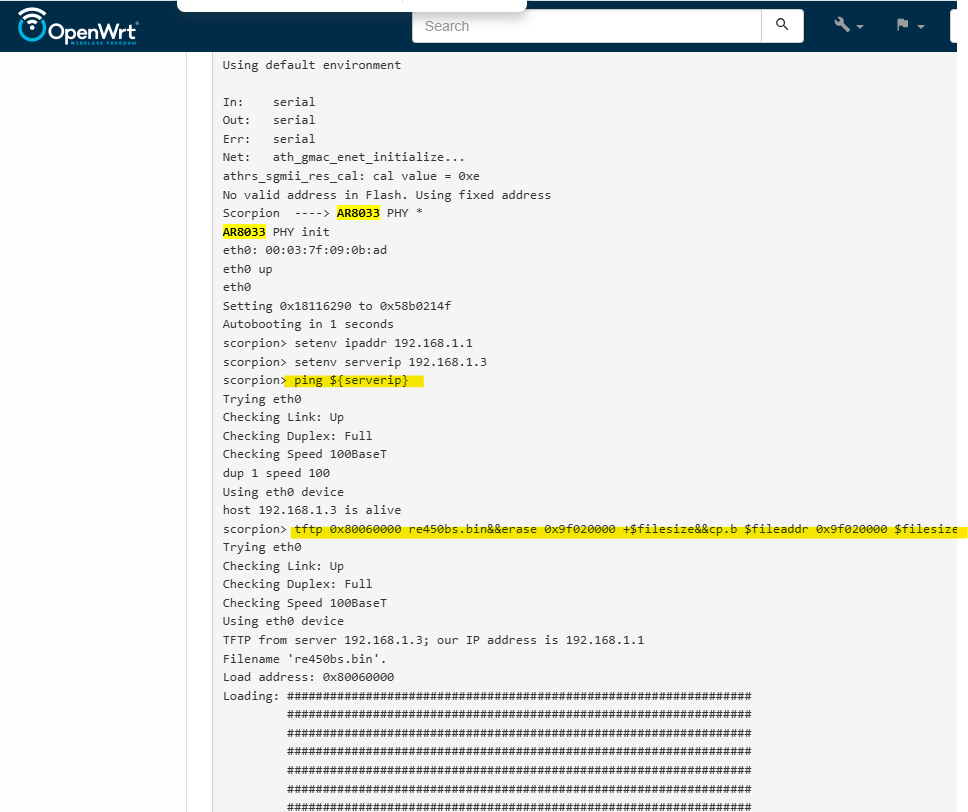 OpenWrt
WIRELESS FREEDOM
Search
Using default environment
In:    serial
Out:   serial
Err:   serial
Net:   ath_gmac_enet_initialize...
athrs_sgmii_res_cal: cal value = 0xe
No valid address in Flash. Using fixed address
Scorpion  ----> AR8033 PHY *
AR8033 PHY init
eth0: 00:03:7f:09:0b:ad
eth0 up
eth0
Setting 0x18116290 to 0x58b0214f
Autobooting in 1 seconds
scorpion> setenv ipaddr 192.168.1.1
scorpion> setenv serverip 192.168.1.3
scorpion> ping ${serverip}
Trying eth0
Checking Link: Up
Checking Duplex: Full
Checking Speed 100BaseT
dup 1 speed 100
Using eth0 device
host 192.168.1.3 is alive
scorpion> tftp 0x80060000 re450bs.bin&&erase 0x9f020000 +$filesize&&cp.b $fileaddr 0x9f020000 $filesize
Trying eth0
Checking Link: Up
Checking Duplex: Full
Checking Speed 100BaseT
Using eth0 device
TFTP from server 192.168.1.3; our IP address is 192.168.1.1
Filename 're450bs.bin'.
Load address: 0x80060000
Loading: #################################################################
         #################################################################
         #################################################################
         #################################################################
         #################################################################
         #################################################################
         #################################################################